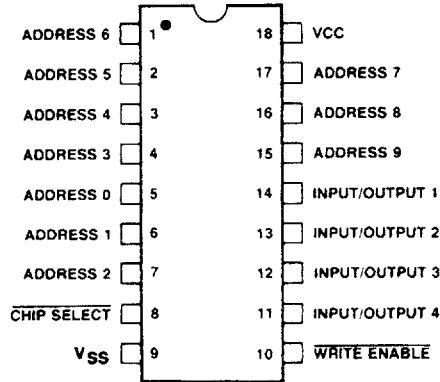 ADDRESS 6 1 18 VCC
ADDRESS 5 2 17 ADDRESS 7
ADDRESS 4 3 16 ADDRESS 8
ADDRESS 3 4 15 ADDRESS 9
ADDRESS 0 5 14 INPUT/OUTPUT 1
ADDRESS 1 6 13 INPUT/OUTPUT 2
ADDRESS 2 7 12 INPUT/OUTPUT 3
CHIP SELECT 8 11 INPUT/OUTPUT 4
VSS 9 10 WRITE ENABLE